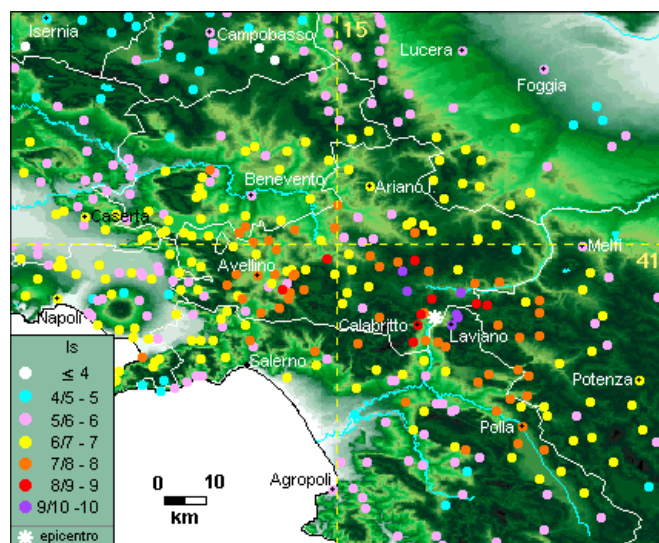 15
Isernia
Campobasso
Lucera
Foggia
Benevento
Ariano I.
Caserta
Melfi
41
Avellino
Napoli
Calabritto
Laviano
Is
≤ 4
4/5 - 5
5/6 - 6
6/7 - 7
7/8 - 8
8/9 - 9
9/10 -10
epicentro
Salerno
Potenza
Polla
Agropoli
0 10
km